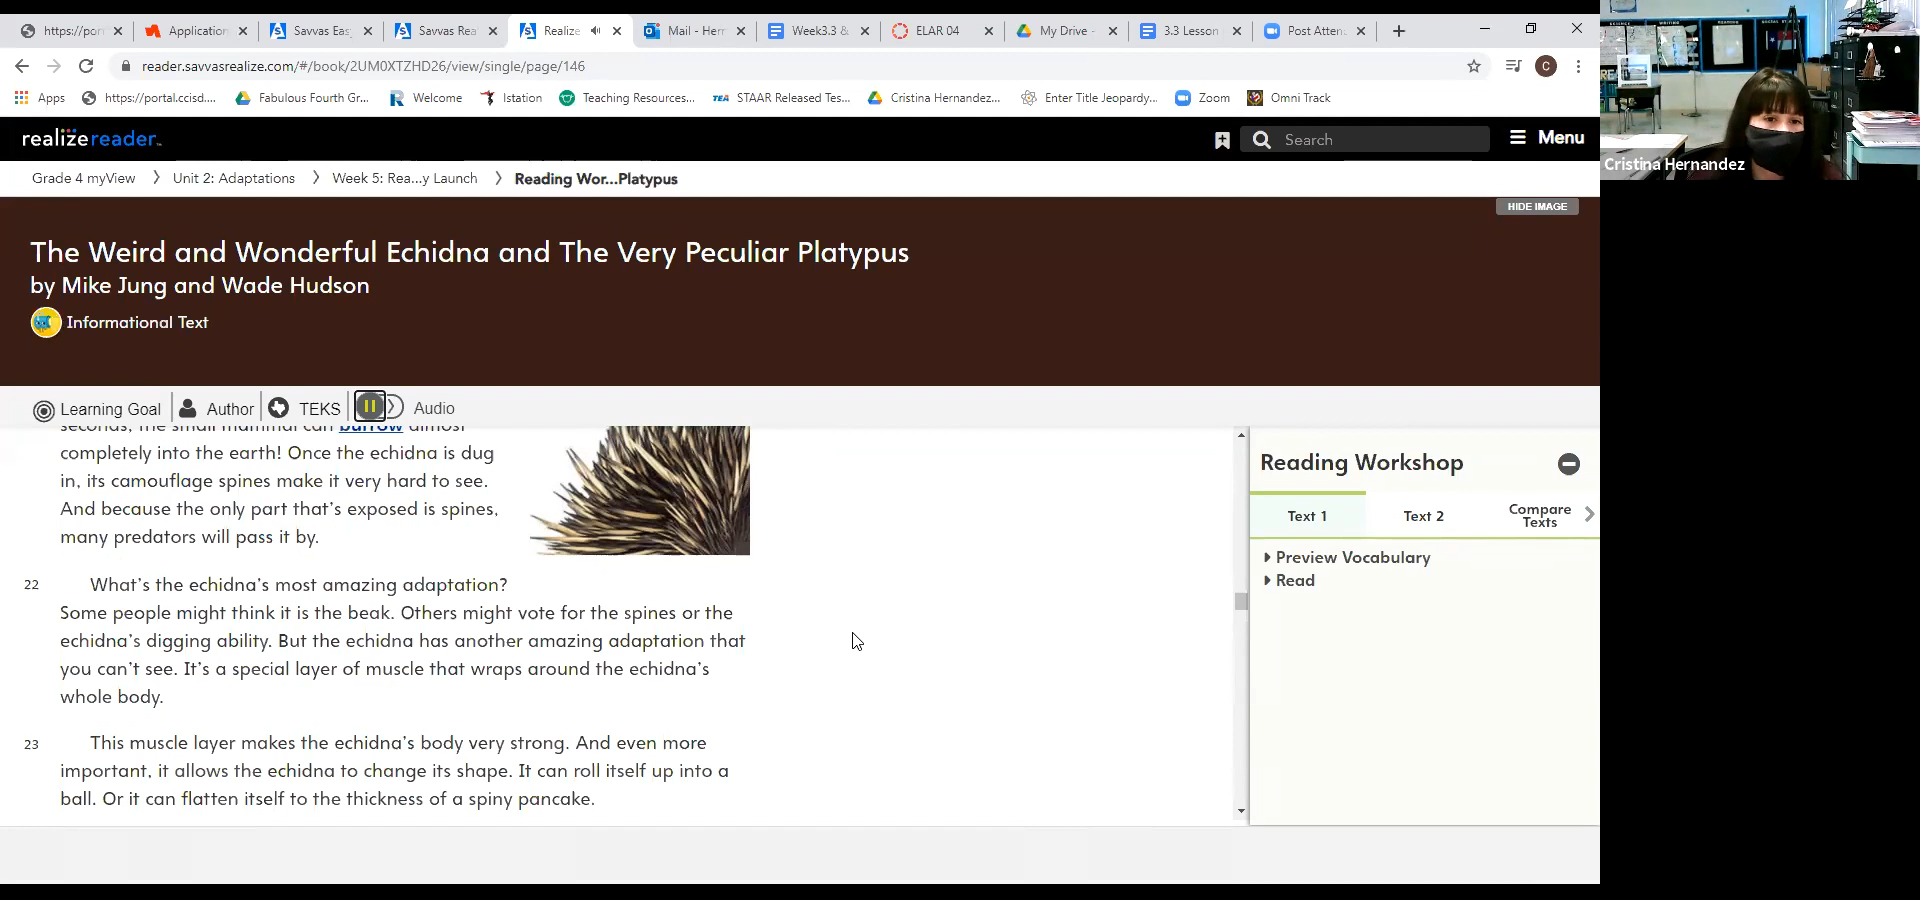 https://por
Application
Savvas Eas
Savvas Rea
Realize
Mail - Herr
Week3.3 &
ELAR 04
My Drive -
3.3 Lesson
Post Atten
reader.savvasrealize.com/#/book/2UM0XTZHD26/view/single/page/146
C
Apps
https://portal.ccisd....
Fabulous Fourth Gr...
Welcome
Istation
Teaching Resources...
TEA
STAAR Released Tes...
Cristina Hernandez...
Enter Title Jeopardy...
Zoom
Omni Track
realizereader
Search
Menu
Grade 4 myView
Unit 2: Adaptations
Week 5: Rea...y Launch
Reading Wor...Platypus
HIDE IMAGE
The Weird and Wonderful Echidna and The Very Peculiar Platypus
by Mike Jung and Wade Hudson
Informational Text
Learning Goal
Author
TEKS
Audio
seconds, the small mammal can burrow almost
completely into the earth! Once the echidna is dug
in, its camouflage spines make it very hard to see.
And because the only part that's exposed is spines,
many predators will pass it by.
22 What's the echidna's most amazing adaptation?
Some people might think it is the beak. Others might vote for the spines or the
echidna's digging ability. But the echidna has another amazing adaptation that
you can't see. It's a special layer of muscle that wraps around the echidna's
whole body.
23 This muscle layer makes the echidna's body very strong. And even more
important, it allows the echidna to change its shape. It can roll itself up into a
ball. Or it can flatten itself to the thickness of a spiny pancake.
Reading Workshop
Text 1
Text 2
Compare
Texts
Preview Vocabulary
Read
Cristina Hernandez